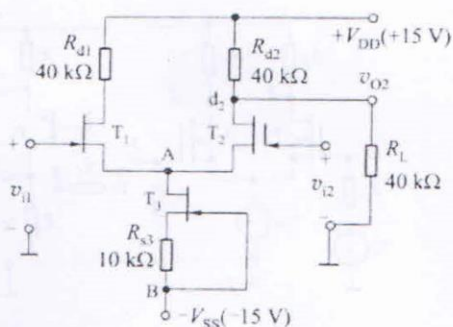 R_d1
40 kΩ
R_d2
40 kΩ
+V_DD(+15 V)
d_2
v_O2
T_1
T_2
A
R_L
40 kΩ
+
v_i1
-
+
v_i2
-
T_3
R_s3
10 kΩ
B
-V_SS(-15 V)